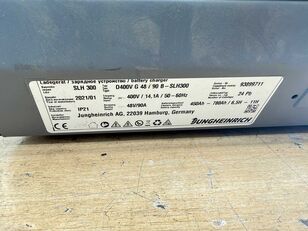 Ladegerät / зарядное устройство / battery charger
SLH 300
D400V G 48 / 90 B-SLH300
93899711
2021/01
400V / 14,1A / 50-60Hz
24 Pb
IP21
48V/90A
450Ah - 780Ah / 6,5H - 11H
Jungheinrich AG, 22039 Hamburg, Germany
JUNGHEINRICH